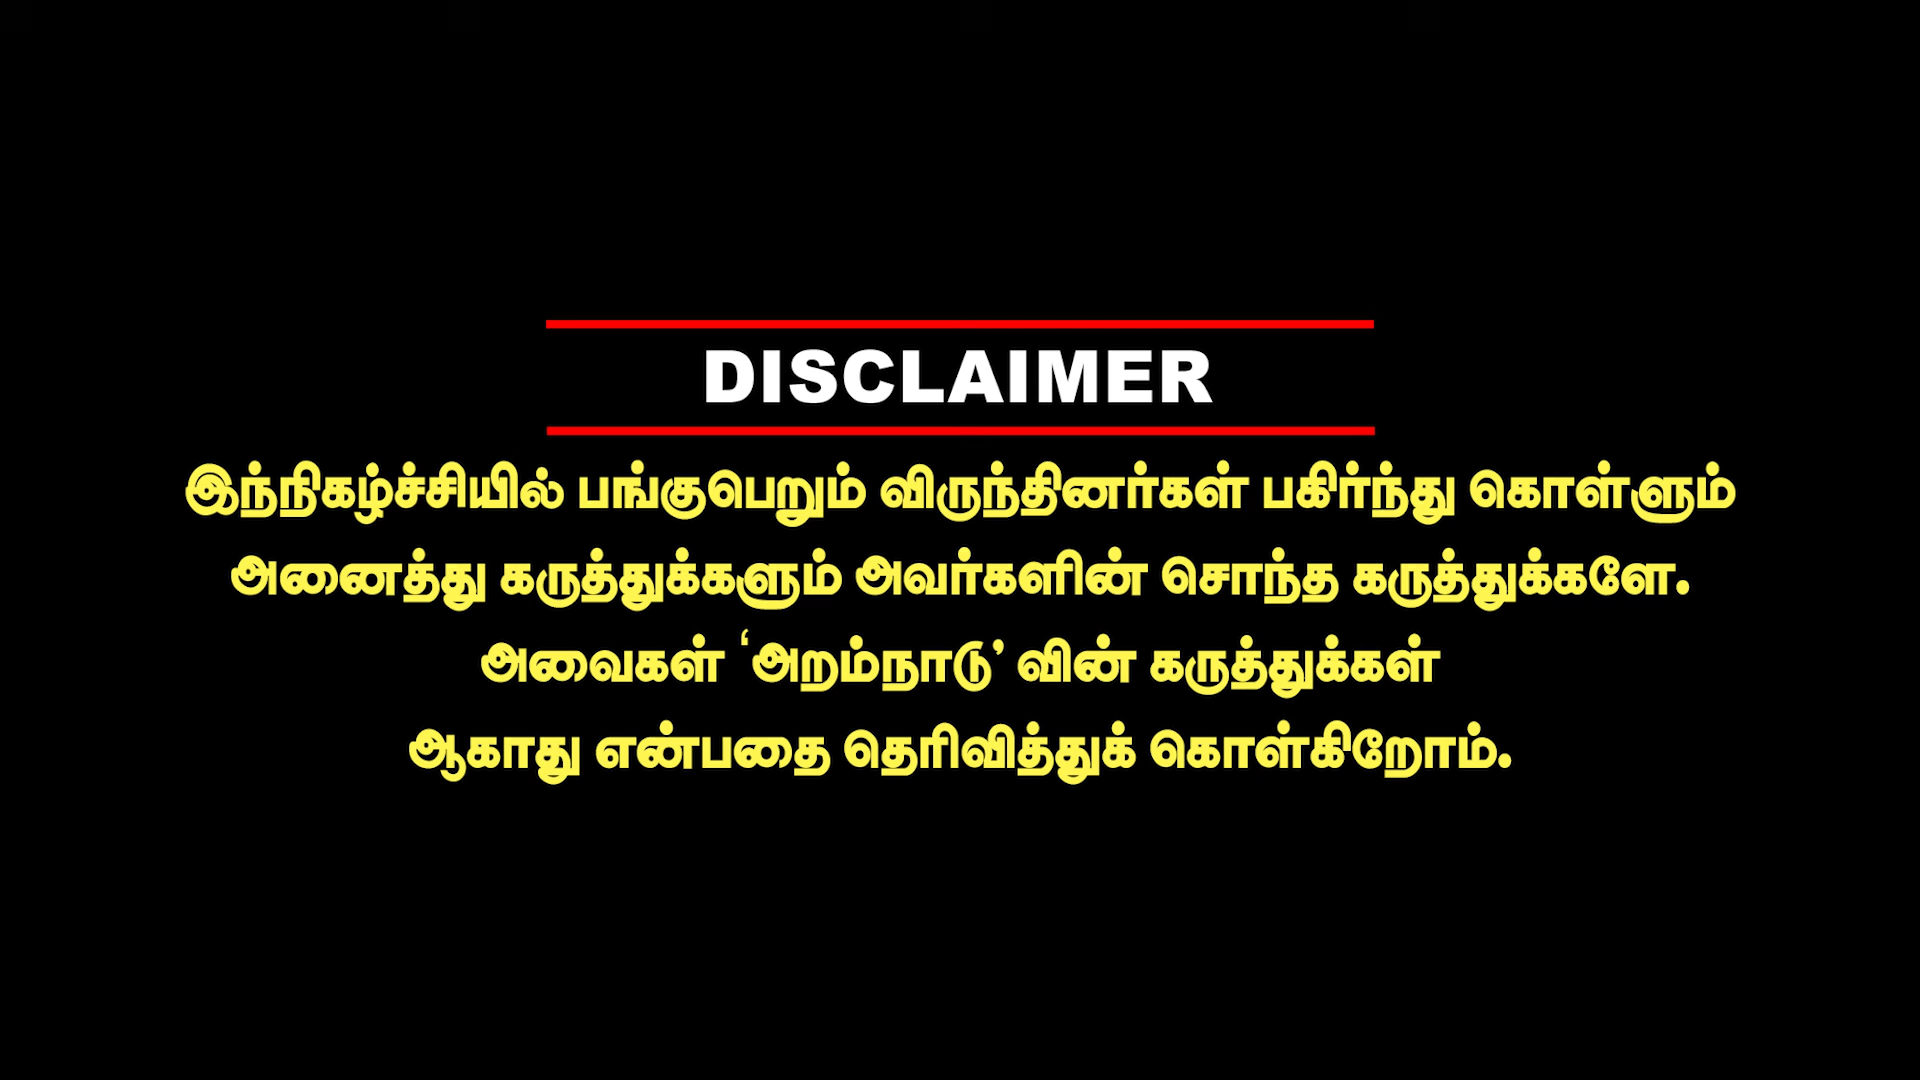 DISCLAIMER
இந்நிகழ்ச்சியில் பங்குபெறும் விருந்தினர்கள் பகிர்ந்து கொள்ளும்
அனைத்து கருத்துக்களும் அவர்களின் சொந்த கருத்துக்களே.
அவைகள் ‘அறம்நாடு’ வின் கருத்துக்கள்
ஆகாது என்பதை தெரிவித்துக் கொள்கிறோம்.